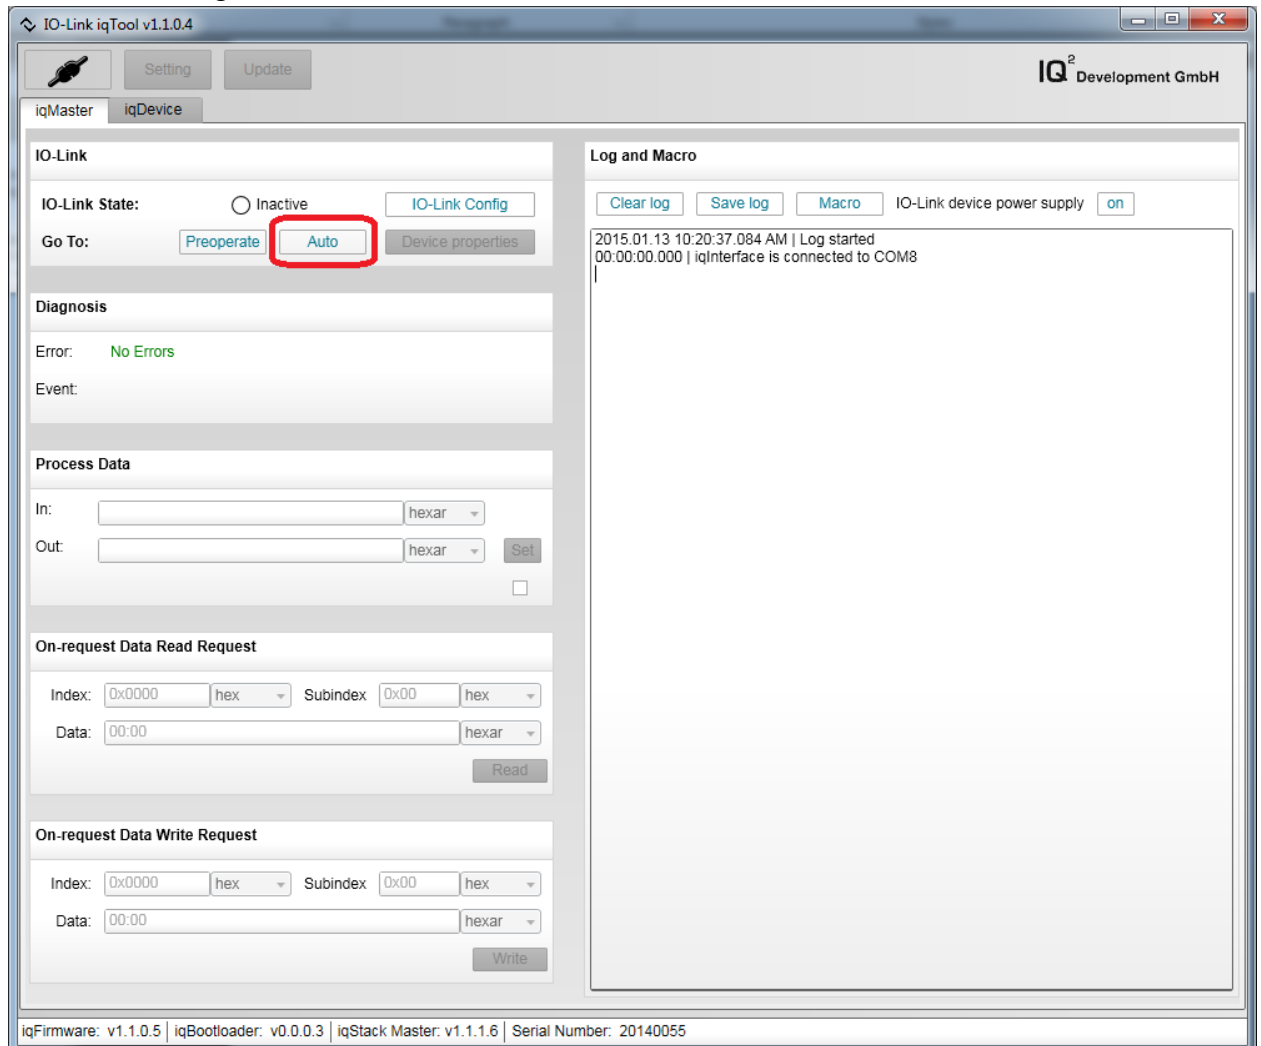 IO-Link iqTool v1.1.0.4
Setting Update
IQ2 Development GmbH
iqMaster iqDevice
IO-Link
IO-Link State: Inactive IO-Link Config
Go To: Preoperate Auto Device properties
Diagnosis
Error: No Errors
Event:
Process Data
In: hexar
Out: hexar Set
On-request Data Read Request
Index: 0x0000 hex Subindex 0x00 hex
Data: 00:00 hexar
Read
On-request Data Write Request
Index: 0x0000 hex Subindex 0x00 hex
Data: 00:00 hexar
Write
Log and Macro
Clear log Save log Macro IO-Link device power supply on
2015.01.13 10:20:37.084 AM | Log started
00:00:00.000 | iqInterface is connected to COM8
iqFirmware: v1.1.0.5 iqBootloader: v0.0.0.3 iqStack Master: v1.1.1.6 Serial Number: 20140055